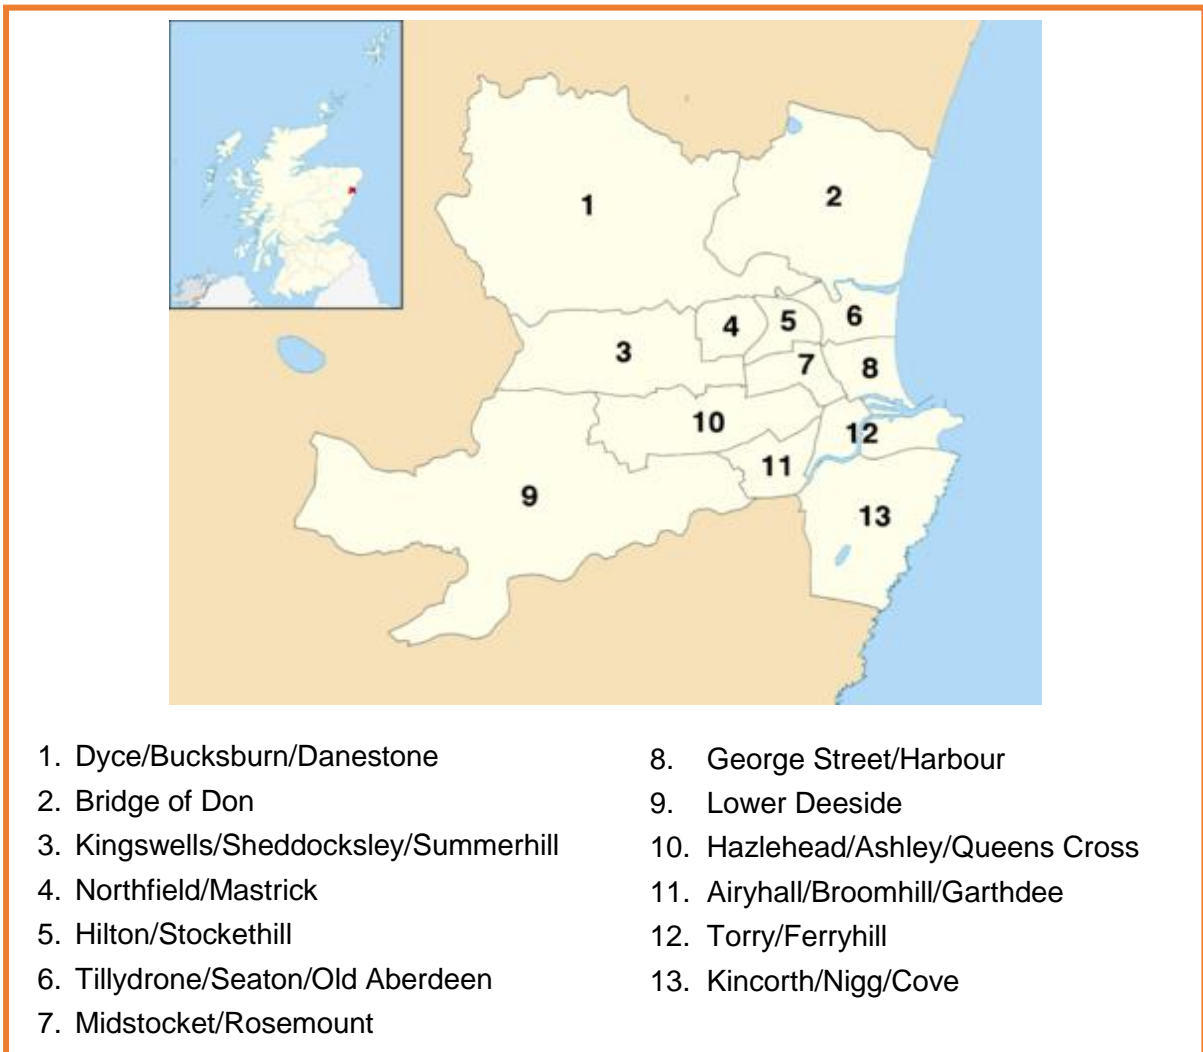 1
2
3
4
5
6
7
8
9
10
11
12
13
1. Dyce/Bucksburn/Danestone
2. Bridge of Don
3. Kingswells/Sheddocksley/Summerhill
4. Northfield/Mastrick
5. Hilton/Stockethill
6. Tillydrone/Seaton/Old Aberdeen
7. Midstocket/Rosemount
8. George Street/Harbour
9. Lower Deeside
10. Hazlehead/Ashley/Queens Cross
11. Airyhall/Broomhill/Garthdee
12. Torry/Ferryhill
13. Kincorth/Nigg/Cove